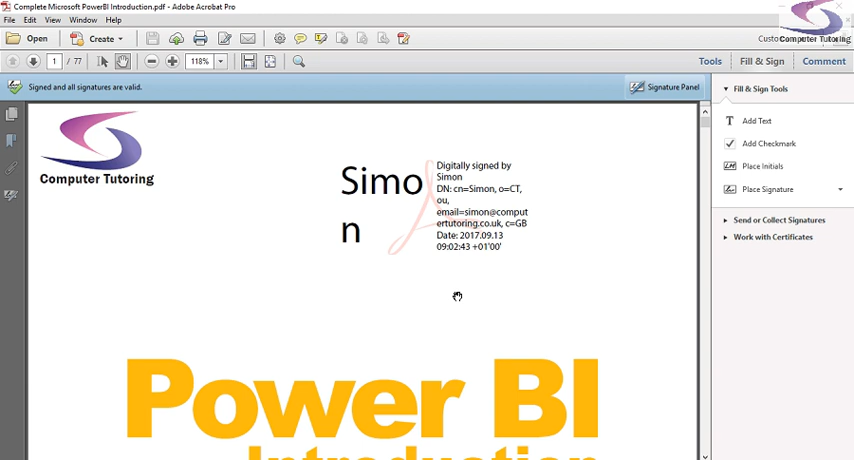 Complete Microsoft PowerBI Introduction.pdf - Adobe Acrobat Pro
File Edit View Window Help
Open Create
Computer Tutoring
1 / 77 118% Tools Fill & Sign Comment
Signed and all signatures are valid. Signature Panel
Fill & Sign Tools
T Add Text
Add Checkmark
Place Initials
Place Signature
Send or Collect Signatures
Work with Certificates
Computer Tutoring
Simo
n
Digitally signed by
Simon
DN: cn=Simon, o=CT,
ou,
email=simon@comput
ertutoring.co.uk, c=GB
Date: 2017.09.13
09:02:43 +01'00'
Power BI
Introduction